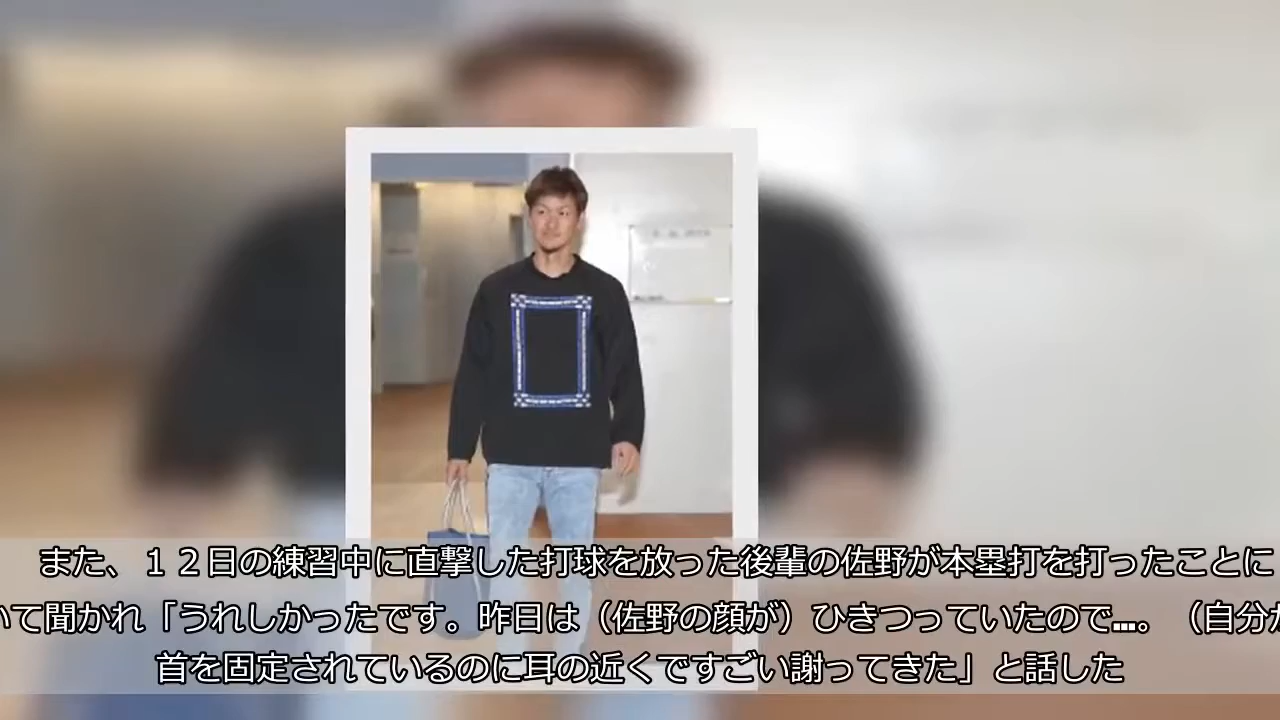 また、１２日の練習中に直撃した打球を放った後輩の佐野が本塁打を打ったことに
いて聞かれ「うれしかったです。昨日は（佐野の顔が）ひきつっていたので…。（自分が
首を固定されているのに耳の近くですごい謝ってきた」と話した